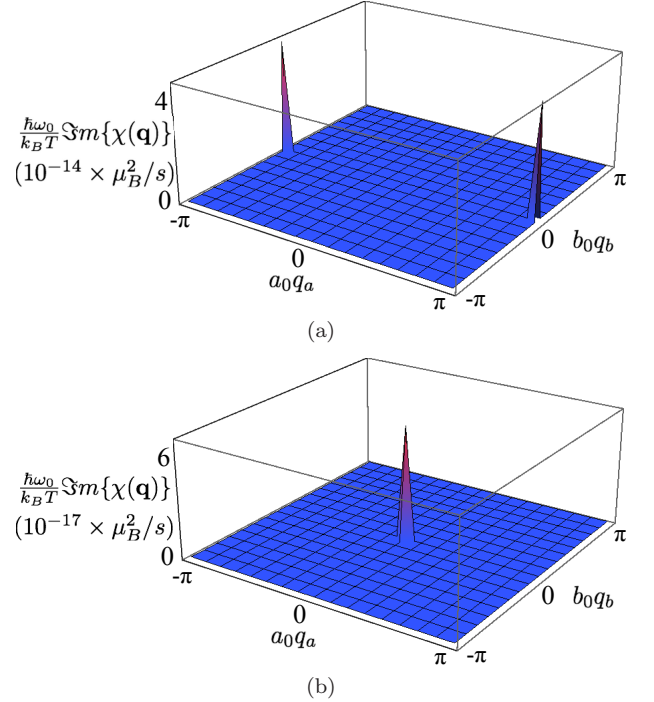 4
ħω₀/k_BT ℑm{χ(𝐪)}
(10⁻¹⁴ × μ_B²/s)
0
-π
0
a₀q_a
π
-π
0 b₀q_b
π
(a)
6
ħω₀/k_BT ℑm{χ(𝐪)}
(10⁻¹⁷ × μ_B²/s)
0
-π
0
a₀q_a
π
-π
0 b₀q_b
π
(b)